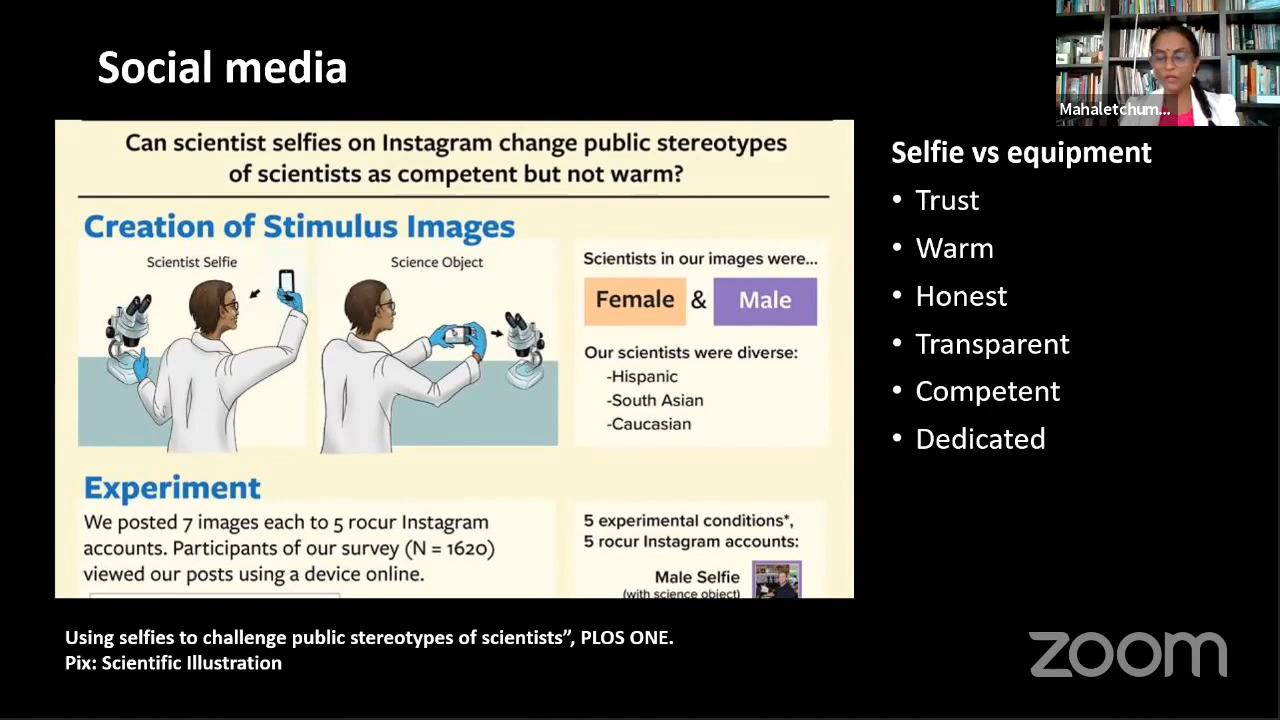 Social media
Mahaletchum...
Can scientist selfies on Instagram change public stereotypes
of scientists as competent but not warm?
Creation of Stimulus Images
Scientist Selfie
Science Object
Scientists in our images were...
Female & Male
Our scientists were diverse:
-Hispanic
-South Asian
-Caucasian
Experiment
We posted 7 images each to 5 rocur Instagram
accounts. Participants of our survey (N = 1620)
viewed our posts using a device online.
5 experimental conditions*,
5 rocur Instagram accounts:
Male Selfie
(with science object)
Selfie vs equipment
• Trust
• Warm
• Honest
• Transparent
• Competent
• Dedicated
Using selfies to challenge public stereotypes of scientists”, PLOS ONE.
Pix: Scientific Illustration
zoom